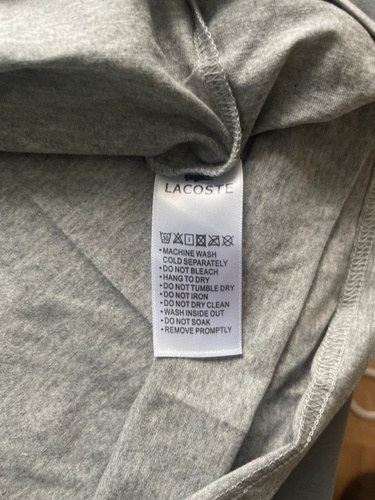 LACOSTE
• MACHINE WASH
COLD SEPARATELY
• DO NOT BLEACH
• HANG TO DRY
• DO NOT TUMBLE DRY
• DO NOT IRON
• DO NOT DRY CLEAN
• WASH INSIDE OUT
• DO NOT SOAK
• REMOVE PROMPTLY